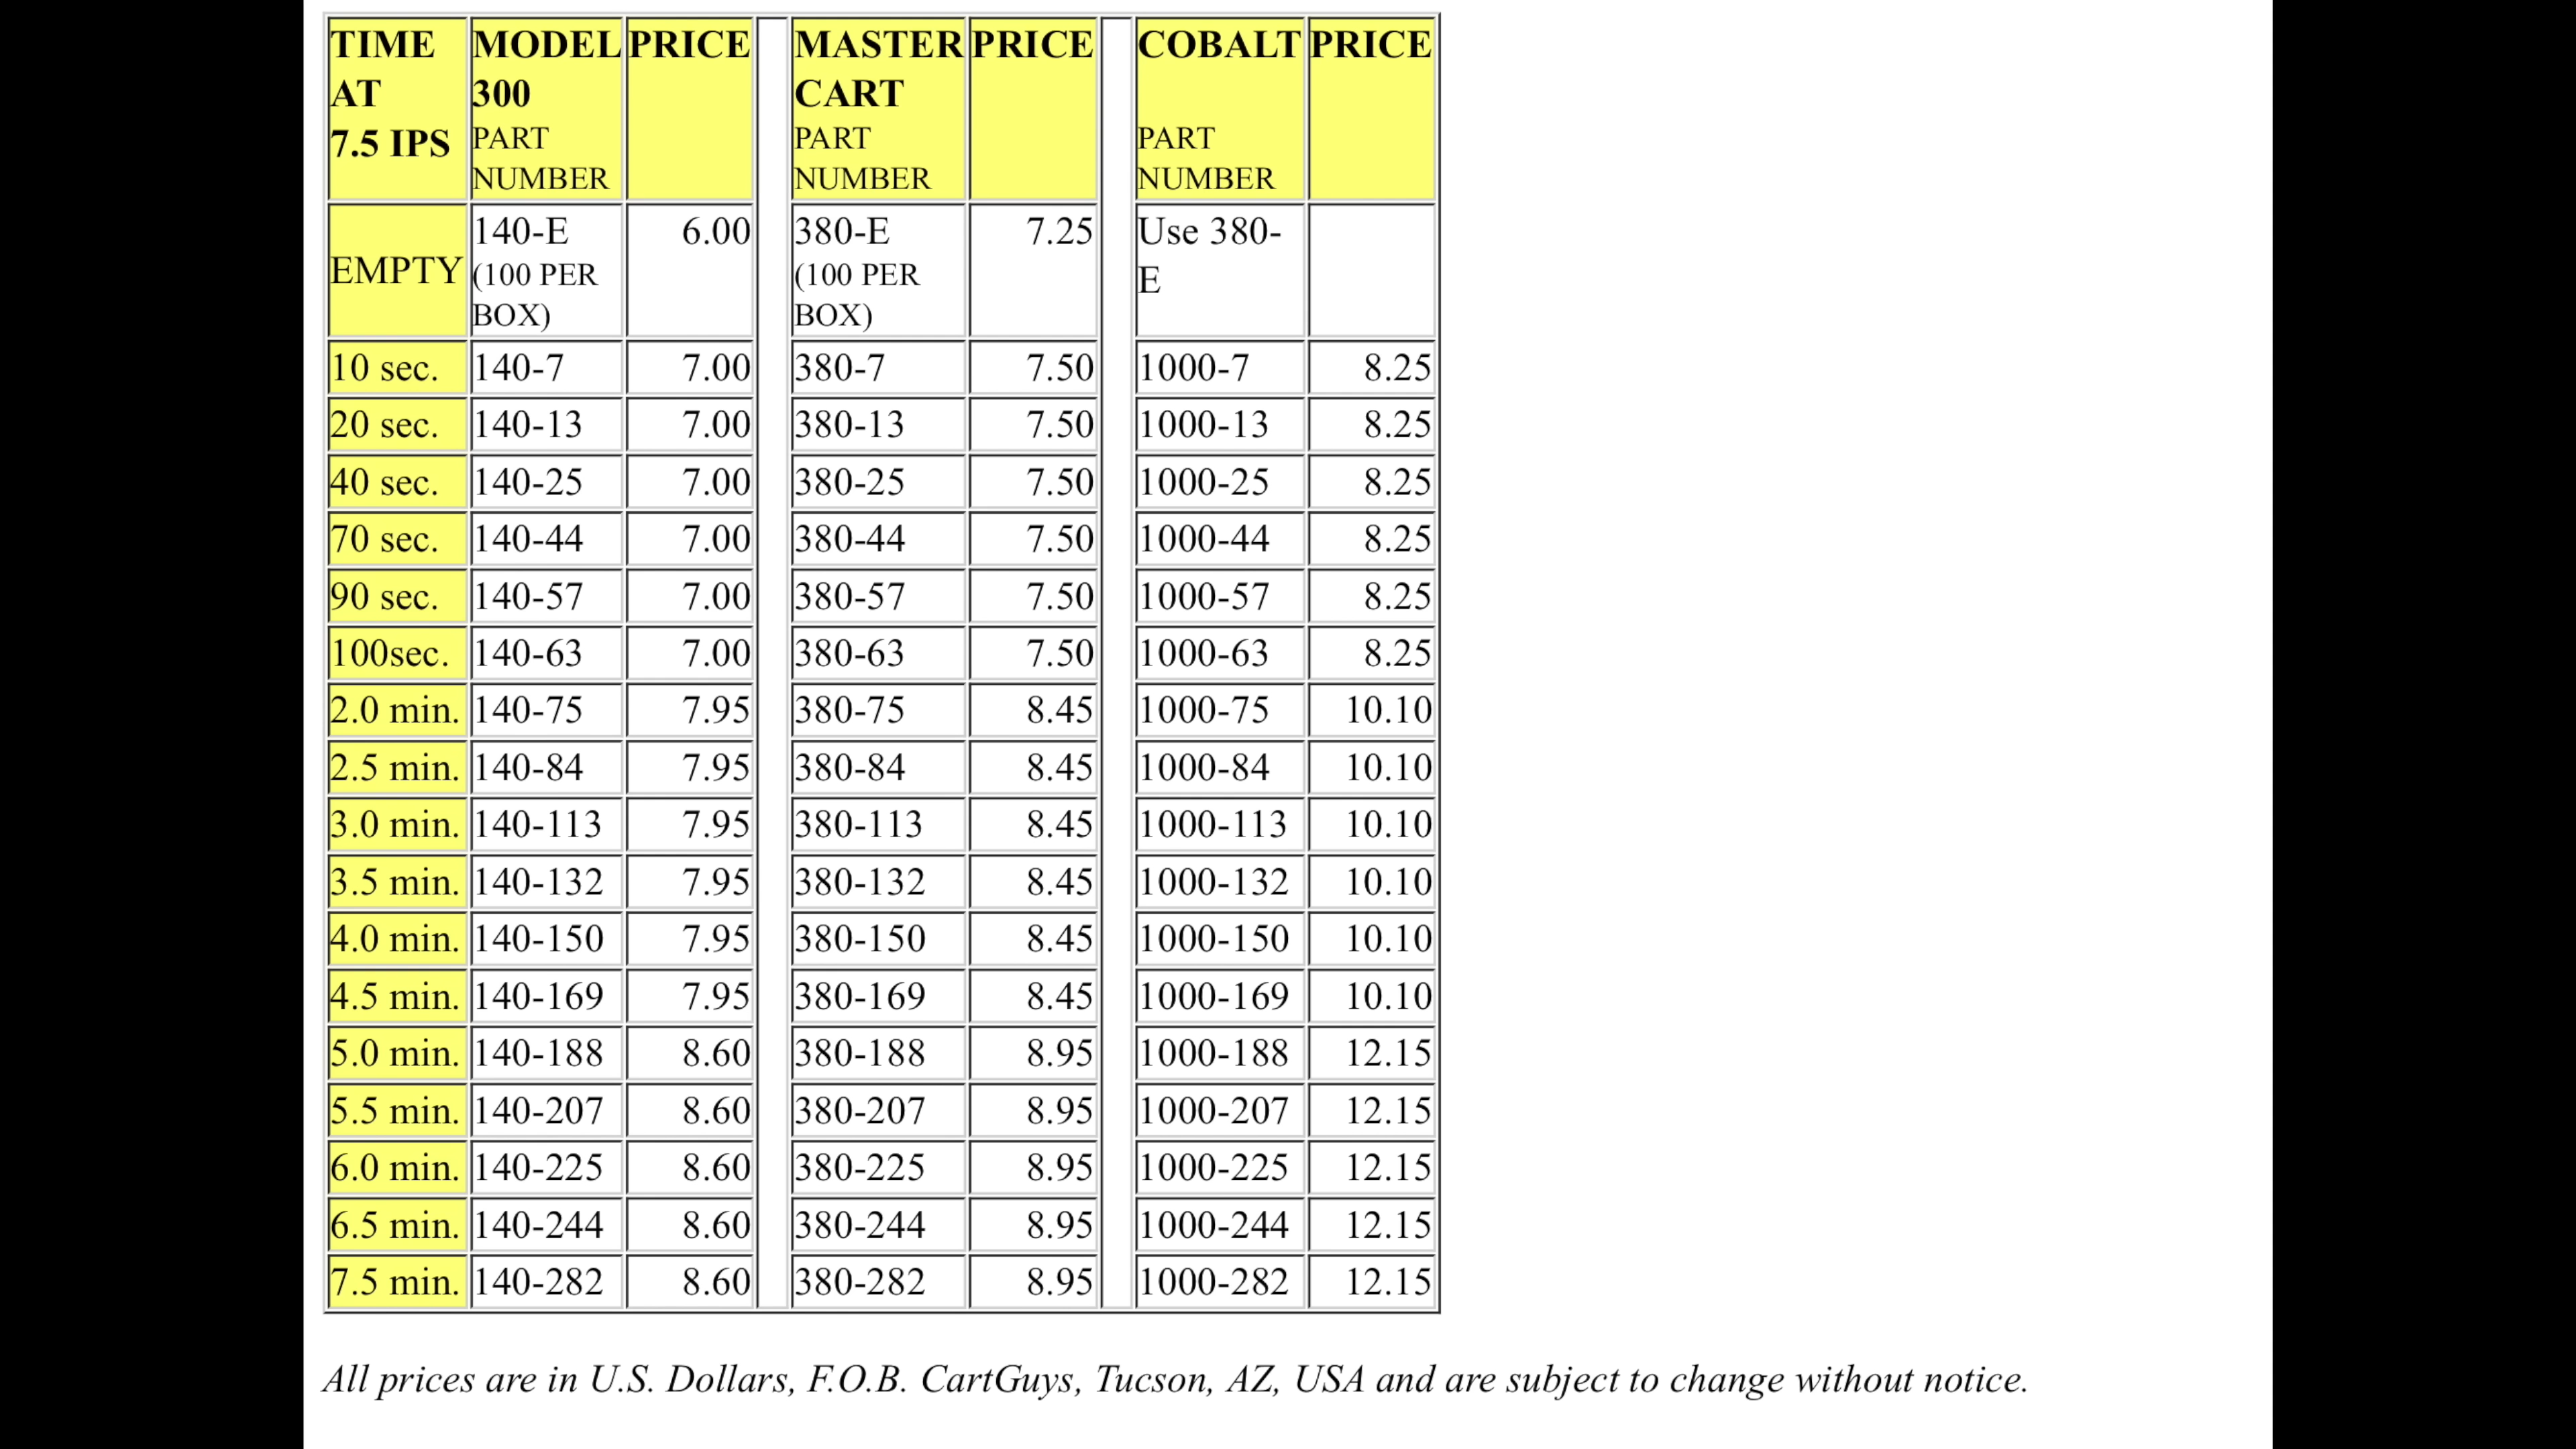 TIME AT 7.5 IPS MODEL 300 PART NUMBER PRICE MASTER CART PART NUMBER PRICE COBALT PART NUMBER PRICE
EMPTY 140-E (100 PER BOX) 6.00 380-E (100 PER BOX) 7.25 Use 380-E
10 sec. 140-7 7.00 380-7 7.50 1000-7 8.25
20 sec. 140-13 7.00 380-13 7.50 1000-13 8.25
40 sec. 140-25 7.00 380-25 7.50 1000-25 8.25
70 sec. 140-44 7.00 380-44 7.50 1000-44 8.25
90 sec. 140-57 7.00 380-57 7.50 1000-57 8.25
100sec. 140-63 7.00 380-63 7.50 1000-63 8.25
2.0 min. 140-75 7.95 380-75 8.45 1000-75 10.10
2.5 min. 140-84 7.95 380-84 8.45 1000-84 10.10
3.0 min. 140-113 7.95 380-113 8.45 1000-113 10.10
3.5 min. 140-132 7.95 380-132 8.45 1000-132 10.10
4.0 min. 140-150 7.95 380-150 8.45 1000-150 10.10
4.5 min. 140-169 7.95 380-169 8.45 1000-169 10.10
5.0 min. 140-188 8.60 380-188 8.95 1000-188 12.15
5.5 min. 140-207 8.60 380-207 8.95 1000-207 12.15
6.0 min. 140-225 8.60 380-225 8.95 1000-225 12.15
6.5 min. 140-244 8.60 380-244 8.95 1000-244 12.15
7.5 min. 140-282 8.60 380-282 8.95 1000-282 12.15
All prices are in U.S. Dollars, F.O.B. CartGuys, Tucson, AZ, USA and are subject to change without notice.